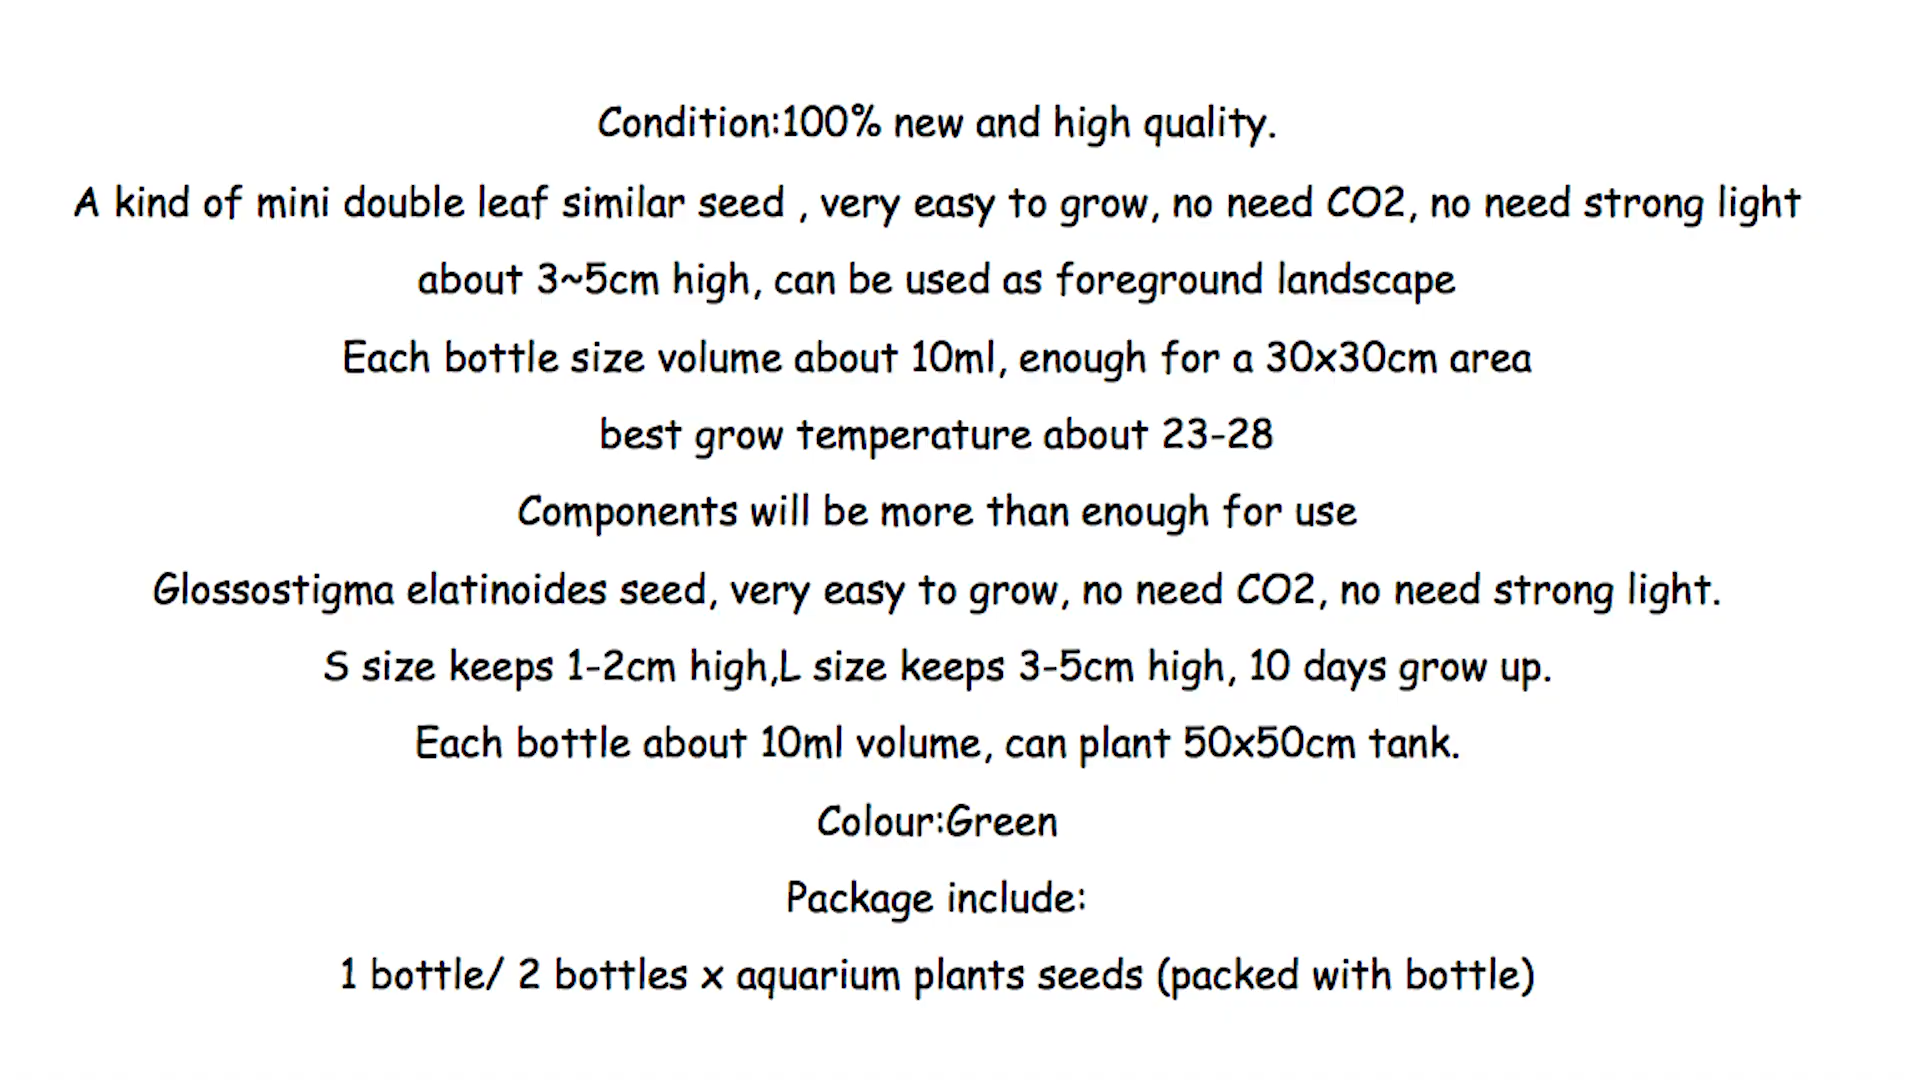 Condition:100% new and high quality.
A kind of mini double leaf similar seed , very easy to grow, no need CO2, no need strong light
about 3~5cm high, can be used as foreground landscape
Each bottle size volume about 10ml, enough for a 30x30cm area
best grow temperature about 23-28
Components will be more than enough for use
Glossostigma elatinoides seed, very easy to grow, no need CO2, no need strong light.
S size keeps 1-2cm high,L size keeps 3-5cm high, 10 days grow up.
Each bottle about 10ml volume, can plant 50x50cm tank.
Colour:Green
Package include:
1 bottle/ 2 bottles x aquarium plants seeds (packed with bottle)